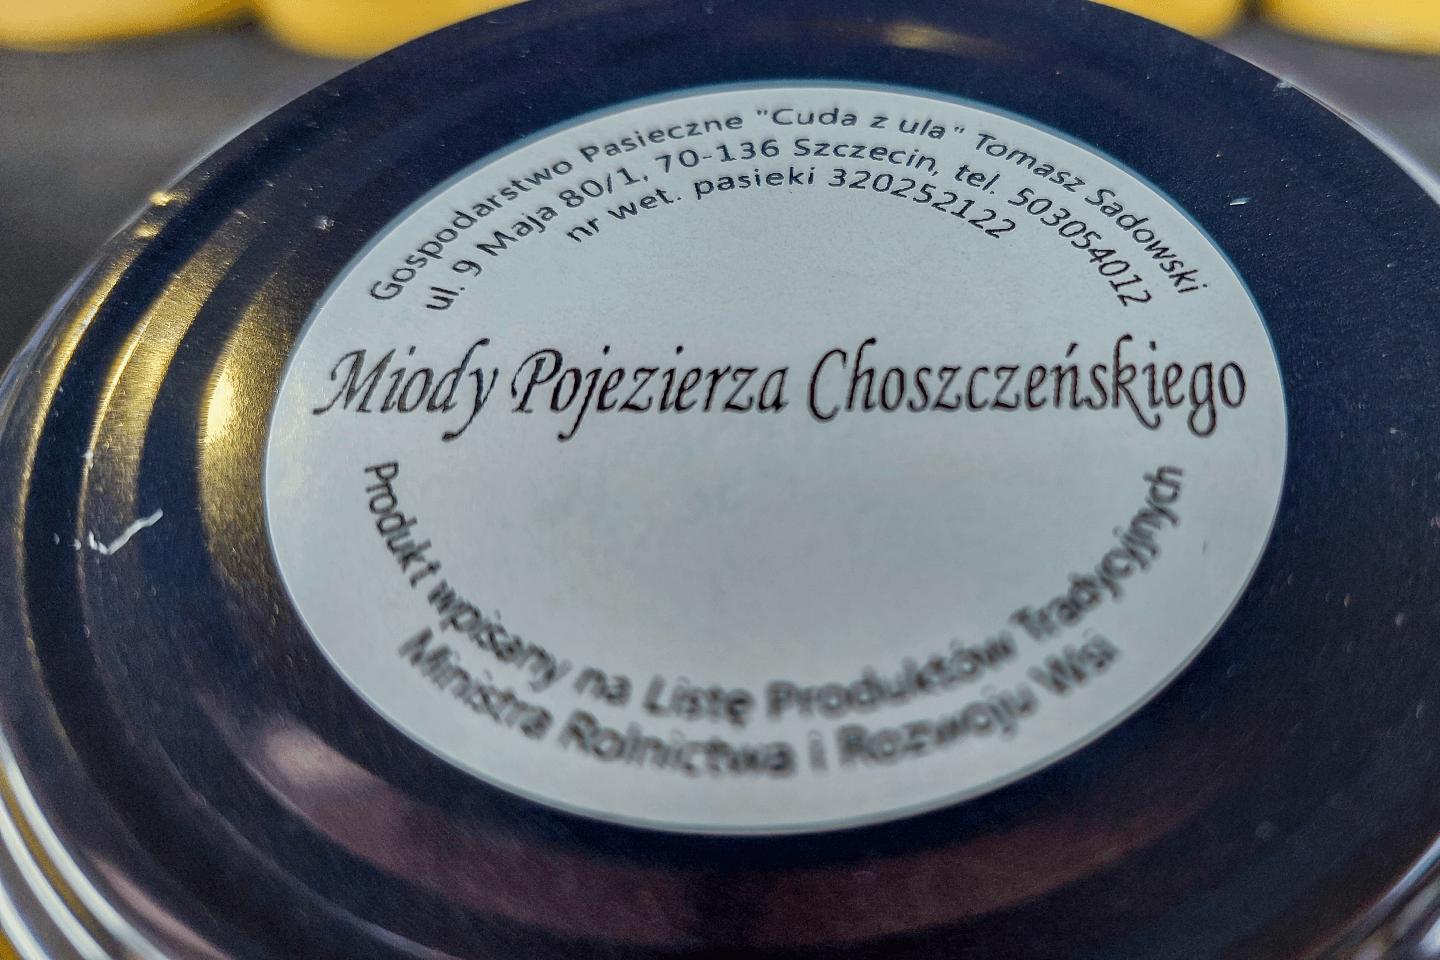 Gospodarstwo Pasieczne "Cuda z ula" Tomasz Sadowski
ul. 9 Maja 80/1, 70-136 Szczecin, tel. 503054012
nr wet. pasieki 320252122
Miody Pojezierza Choszczeńskiego
Produkt wpisany na Listę Produktów Tradycyjnych
Ministra Rolnictwa i Rozwoju Wsi